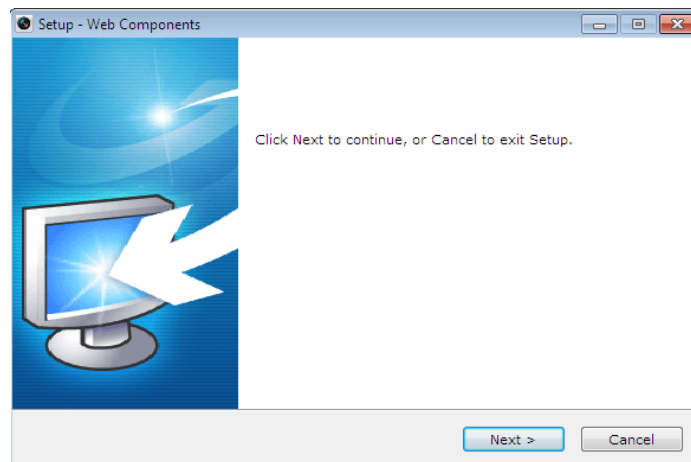 Setup - Web Components
Click Next to continue, or Cancel to exit Setup.
Next >
Cancel